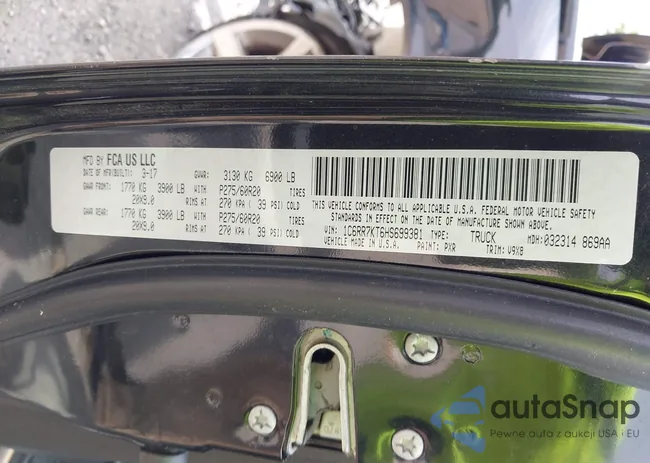 MFD BY FCA US LLC
DATE OF MFR(BUILT): 3-17 GVWR: 3130 KG 6900 LB
GAWR FRONT: 1770 KG 3900 LB WITH P275/60R20 TIRES
20X9.0 RIMS AT 270 KPA ( 39 PSI) COLD
GAWR REAR: 1770 KG 3900 LB WITH P275/60R20 TIRES
20X9.0 RIMS AT 270 KPA ( 39 PSI) COLD
THIS VEHICLE CONFORMS TO ALL APPLICABLE U.S.A. FEDERAL MOTOR VEHICLE SAFETY
STANDARDS IN EFFECT ON THE DATE OF MANUFACTURE SHOWN ABOVE.
VIN: 1C6RR7KT6HS699381 TYPE: TRUCK MDH:032314 869AA
VEHICLE MADE IN U.S.A. PAINT: PXR TRIM: V9X8
autaSnap
Pewne auta z aukcji USA i EU